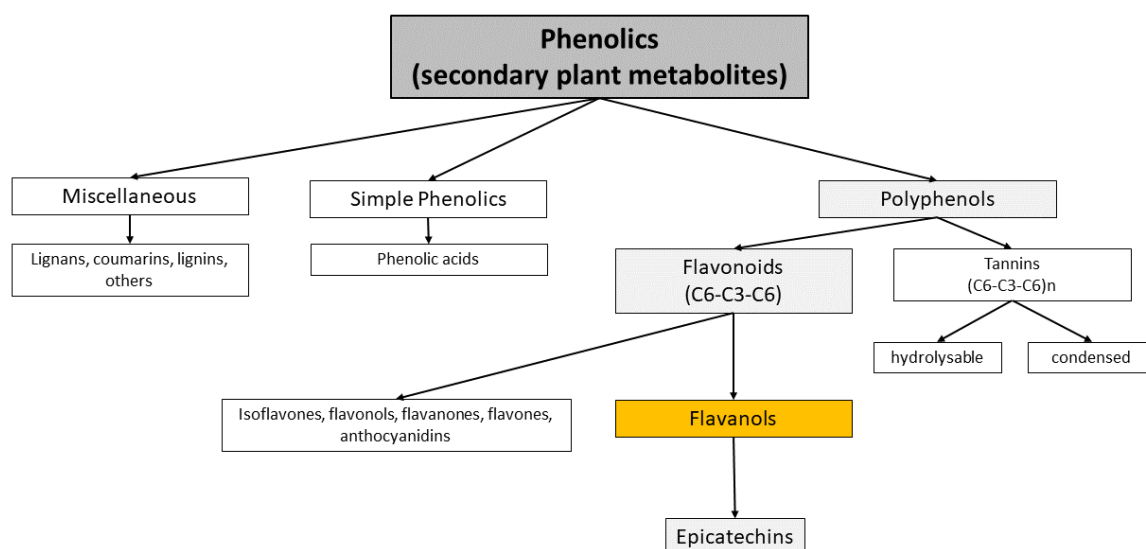 Phenolics
(secondary plant metabolites)
Miscellaneous
Simple Phenolics
Polyphenols
Lignans, coumarins, lignins,
others
Phenolic acids
Flavonoids
(C6-C3-C6)
Tannins
(C6-C3-C6)n
hydrolysable
condensed
Isoflavones, flavonols, flavanones, flavones,
anthocyanidins
Flavanols
Epicatechins